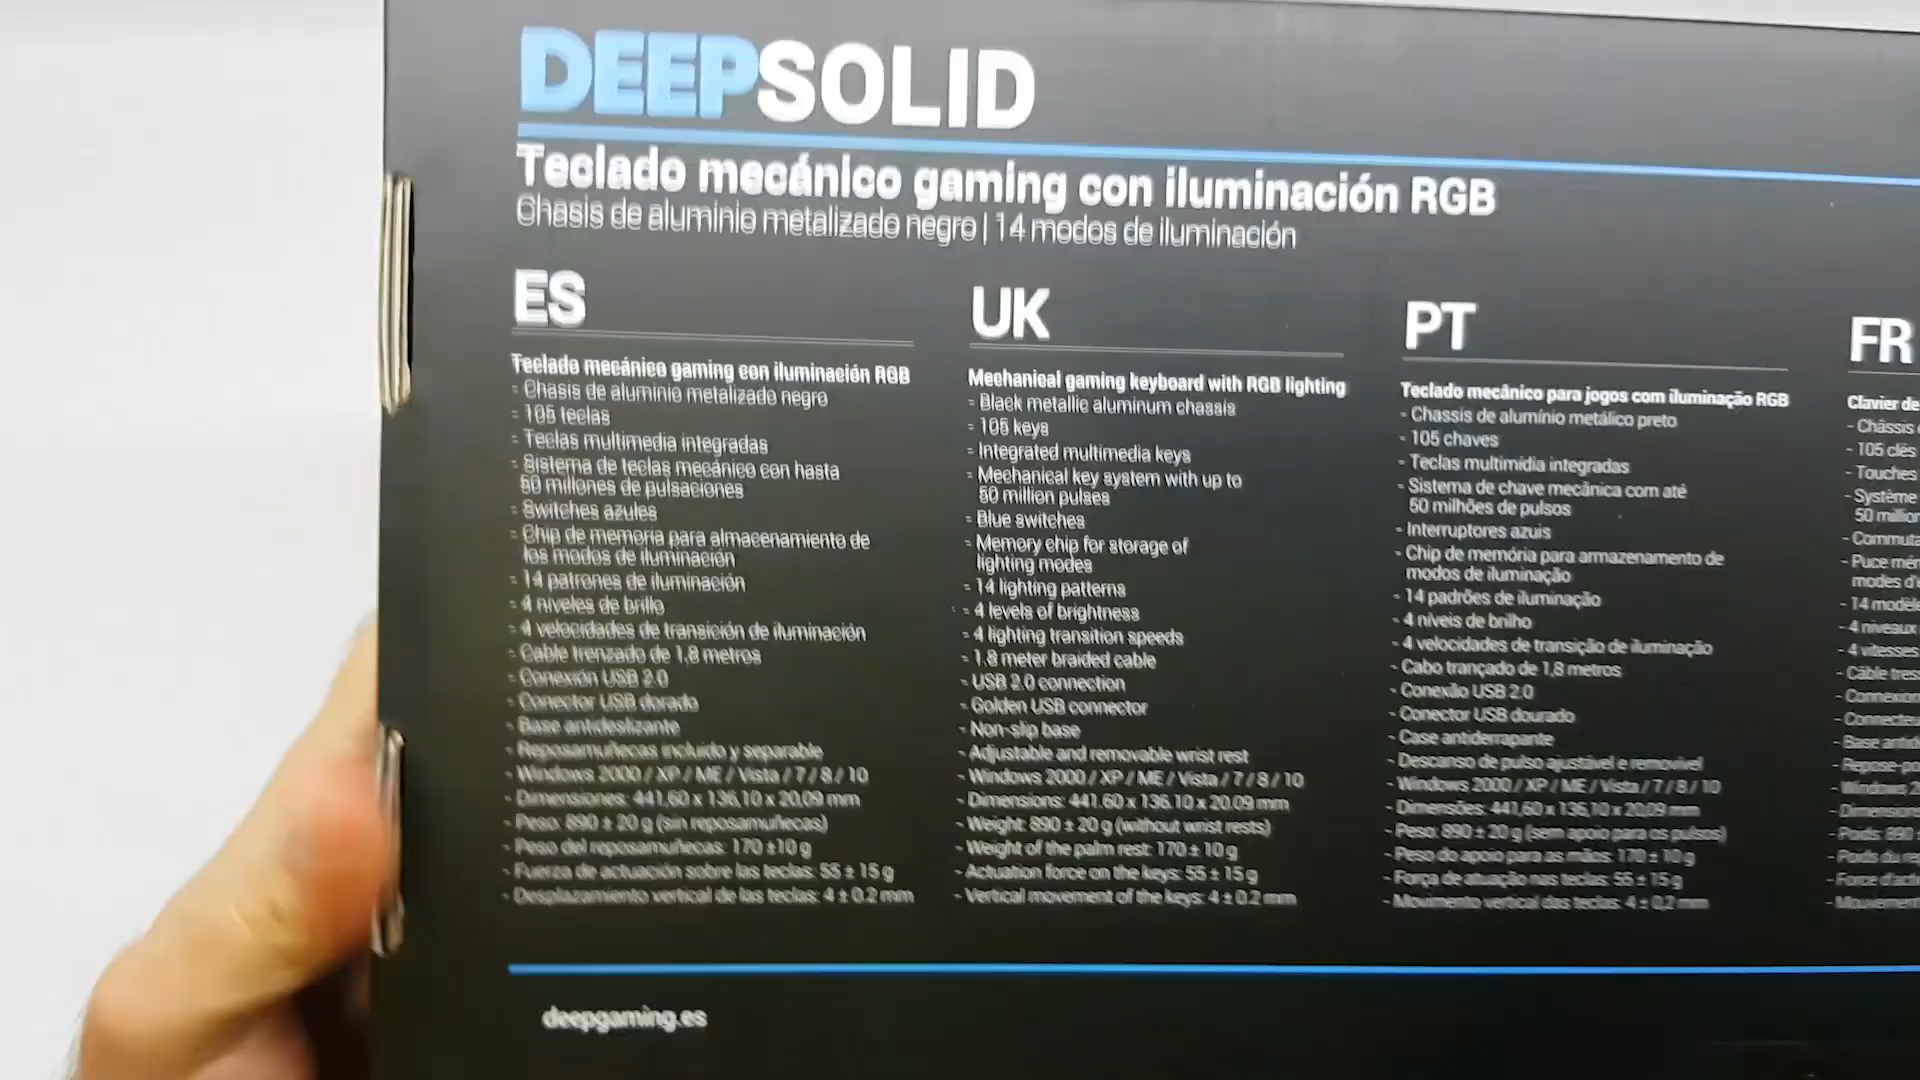 DEEPSOLID
Teclado mecánico gaming con iluminación RGB
Chasis de aluminio metalizado negro | 14 modos de iluminación
ES
Teclado mecánico gaming con iluminación RGB
- Chasis de aluminio metalizado negro
- 105 teclas
- Teclas multimedia integradas
- Sistema de teclas mecánico con hasta
50 millones de pulsaciones
- Switches azules
- Chip de memoria para almacenamiento de
los modos de iluminación
- 14 patrones de iluminación
- 4 niveles de brillo
- 4 velocidades de transición de iluminación
- Cable trenzado de 1,8 metros
- Conexión USB 2.0
- Conector USB dorado
- Base antideslizante
- Reposamuñecas incluido y separable
- Windows 2000 / XP / ME / Vista / 7 / 8 / 10
- Dimensiones: 441,60 x 136,10 x 20,09 mm
- Peso: 890 ± 20 g (sin reposamuñecas)
- Peso del reposamuñecas: 170 ±10 g
- Fuerza de actuación sobre las teclas: 55 ± 15 g
- Desplazamiento vertical de las teclas: 4 ± 0.2 mm
UK
Mechanical gaming keyboard with RGB lighting
- Black metallic aluminum chassis
- 105 keys
- Integrated multimedia keys
- Mechanical key system with up to
50 million pulses
- Blue switches
- Memory chip for storage of
lighting modes
- 14 lighting patterns
- 4 levels of brightness
- 4 lighting transition speeds
- 1.8 meter braided cable
- USB 2.0 connection
- Golden USB connector
- Non-slip base
- Adjustable and removable wrist rest
- Windows 2000 / XP / ME / Vista / 7 / 8 / 10
- Dimensions: 441.60 x 136.10 x 20.09 mm
- Weight: 890 ± 20 g (without wrist rests)
- Weight of the palm rest: 170 ± 10 g
- Actuation force on the keys: 55 ± 15 g
- Vertical movement of the keys: 4 ± 0.2 mm
PT
Teclado mecânico para jogos com iluminação RGB
- Chassis de alumínio metálico preto
- 105 chaves
- Teclas multimídia integradas
- Sistema de chave mecânica com até
50 milhões de pulsos
- Interruptores azuis
- Chip de memória para armazenamento de
modos de iluminação
- 14 padrões de iluminação
- 4 níveis de brilho
- 4 velocidades de transição de iluminação
- Cabo trançado de 1,8 metros
- Conexão USB 2.0
- Conector USB dourado
- Case antiderrapante
- Descanso de pulso ajustável e removível
- Windows 2000 / XP / ME / Vista / 7 / 8 / 10
- Dimensões: 441,60 x 136,10 x 20,09 mm
- Peso: 890 ± 20 g (sem apoio para os pulsos)
- Peso do apoio para as mãos: 170 ± 10 g
- Força de atuação nas teclas: 55 ± 15 g
- Movimento vertical das teclas: 4 ± 0,2 mm
FR
Clavier de
- Châssis
- 105 clés
- Touches
- Système
50 million
- 14
- 4 niveaux
- 4 vitesses
- Câble
deepgaming.es